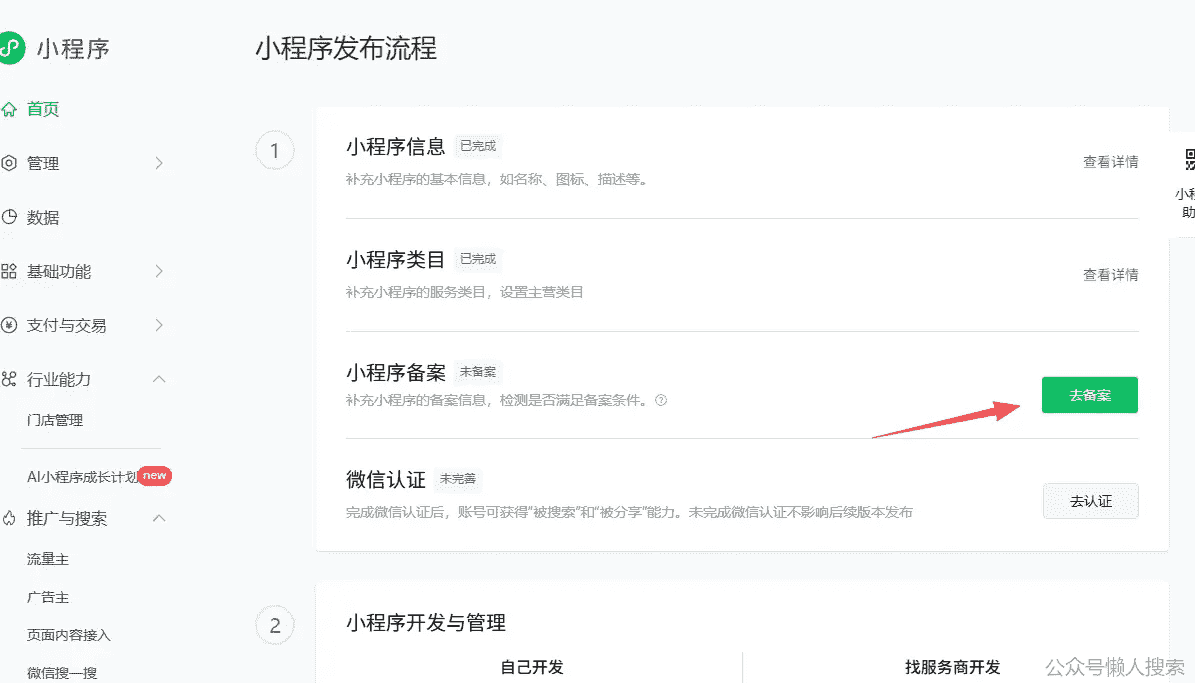 小程序
小程序发布流程
首页
管理
数据
基础功能
支付与交易
行业能力
门店管理
AI小程序成长计划 new
推广与搜索
流量主
广告主
页面内容接入
微信搜一搜
1
小程序信息 已完成
查看详情
补充小程序的基本信息，如名称、图标、描述等。
小程序类目 已完成
查看详情
补充小程序的服务类目，设置主营类目
小程序备案 未备案
去备案
补充小程序的备案信息，检测是否满足备案条件。
微信认证 未完善
去认证
完成微信认证后，账号可获得“被搜索”和“被分享”能力。未完成微信认证不影响后续版本发布
2
小程序开发与管理
自己开发
找服务商开发
小程
助
公众号懒人搜索